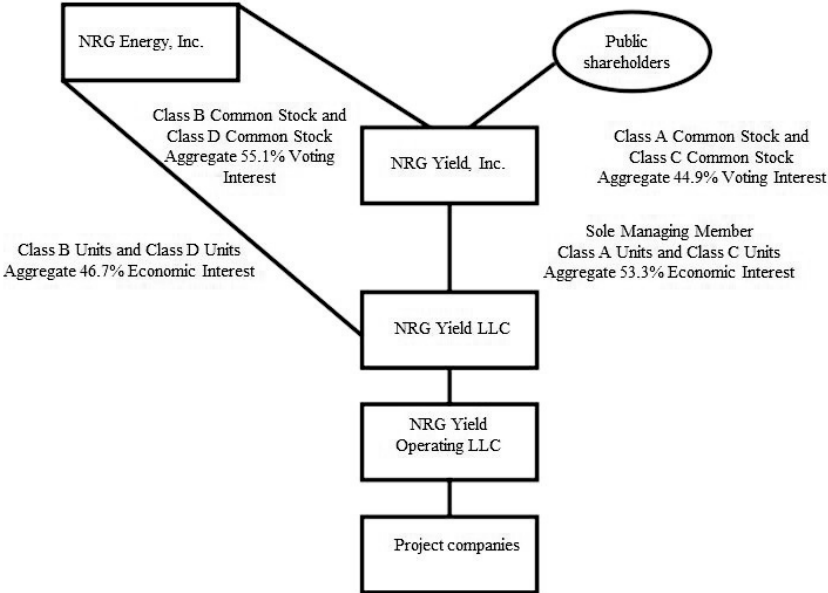 NRG Energy, Inc.
Public
shareholders
Class B Common Stock and
Class D Common Stock
Aggregate 55.1% Voting
Interest
NRG Yield, Inc.
Class A Common Stock and
Class C Common Stock
Aggregate 44.9% Voting Interest
Class B Units and Class D Units
Aggregate 46.7% Economic Interest
Sole Managing Member
Class A Units and Class C Units
Aggregate 53.3% Economic Interest
NRG Yield LLC
NRG Yield
Operating LLC
Project companies